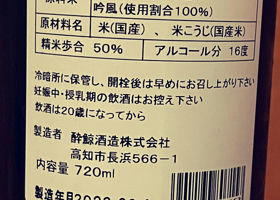 吟風(使用割合100%)
原材料名 米(国産)、 米こうじ(国産米)
精米歩合 50% アルコール分 16度
冷暗所に保管し、開栓後は早めにお召し上がり下さい
妊娠中・授乳期の飲酒はお控え下さい
飲酒は20歳になってから
製造者 酔鯨酒造株式会社
高知市長浜566-1
内容量 720ml
製造年月